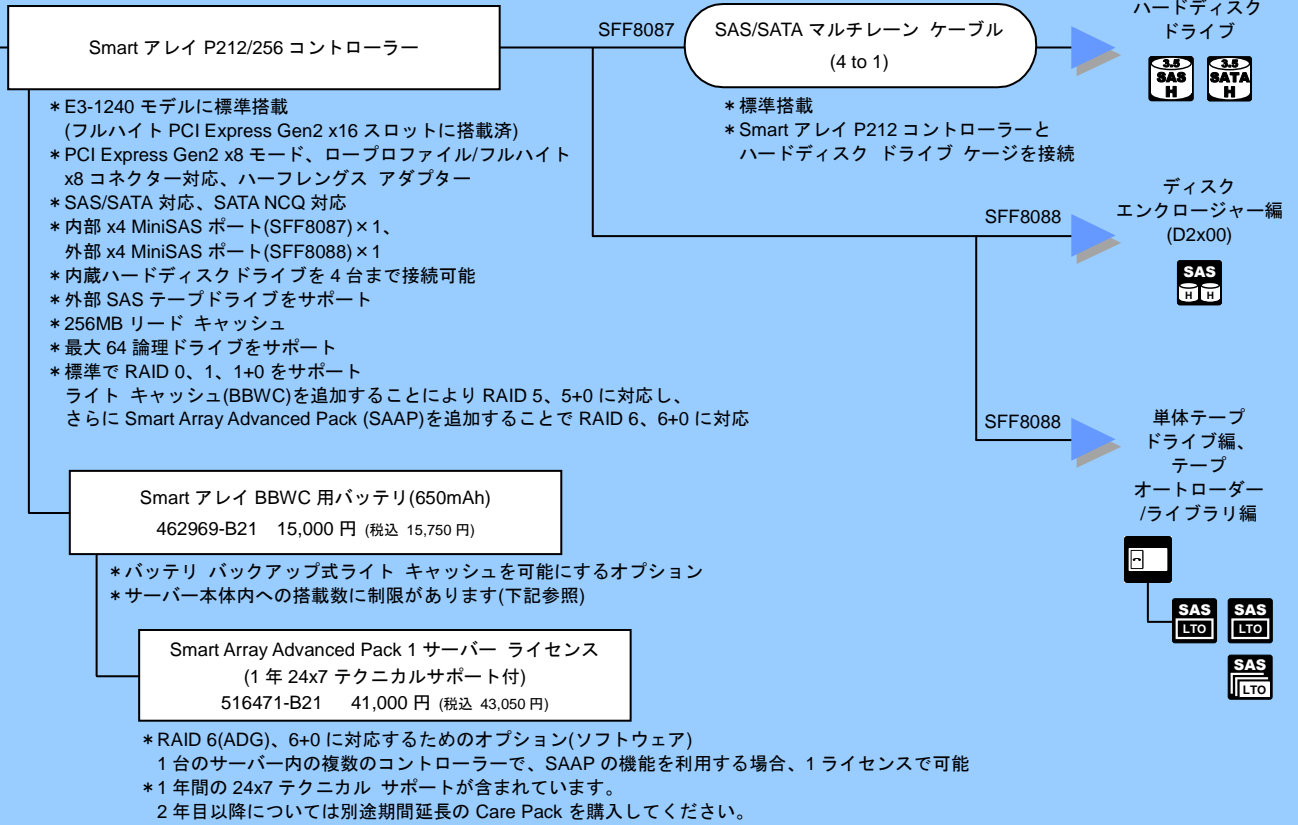 ハードディスク
ドライブ
3.5
SAS
H
3.5
SATA
H
Smart アレイ P212/256 コントローラー
SFF8087
SAS/SATA マルチレーン ケーブル
(4 to 1)
＊標準搭載
＊Smart アレイ P212 コントローラーと
ハードディスク ドライブ ケージを接続
＊E3-1240 モデルに標準搭載
(フルハイト PCI Express Gen2 x16 スロットに搭載済)
＊PCI Express Gen2 x8 モード、ロープロファイル/フルハイト
x8 コネクター対応、ハーフレングス アダプター
＊SAS/SATA 対応、SATA NCQ 対応
＊内部 x4 MiniSAS ポート(SFF8087)×1、
外部 x4 MiniSAS ポート(SFF8088)×1
＊内蔵ハードディスクドライブを 4 台まで接続可能
＊外部 SAS テープドライブをサポート
＊256MB リード キャッシュ
＊最大 64 論理ドライブをサポート
＊標準で RAID 0、1、1+0 をサポート
ライト キャッシュ(BBWC)を追加することにより RAID 5、5+0 に対応し、
さらに Smart Array Advanced Pack (SAAP)を追加することで RAID 6、6+0 に対応
SFF8088
ディスク
エンクロージャー編
(D2x00)
SAS
H H
SFF8088
単体テープ
ドライブ編、
テープ
オートローダー
/ライブラリ編
SAS
LTO
SAS
LTO
SAS
LTO
Smart アレイ BBWC 用バッテリ(650mAh)
462969-B21 15,000 円 (税込 15,750 円)
＊バッテリ バックアップ式ライト キャッシュを可能にするオプション
＊サーバー本体内への搭載数に制限があります(下記参照)
Smart Array Advanced Pack 1 サーバー ライセンス
(1 年 24x7 テクニカルサポート付)
516471-B21 41,000 円 (税込 43,050 円)
＊RAID 6(ADG)、6+0 に対応するためのオプション(ソフトウェア)
1 台のサーバー内の複数のコントローラーで、SAAP の機能を利用する場合、1 ライセンスで可能
＊1 年間の 24x7 テクニカル サポートが含まれています。
2 年目以降については別途期間延長の Care Pack を購入してください。